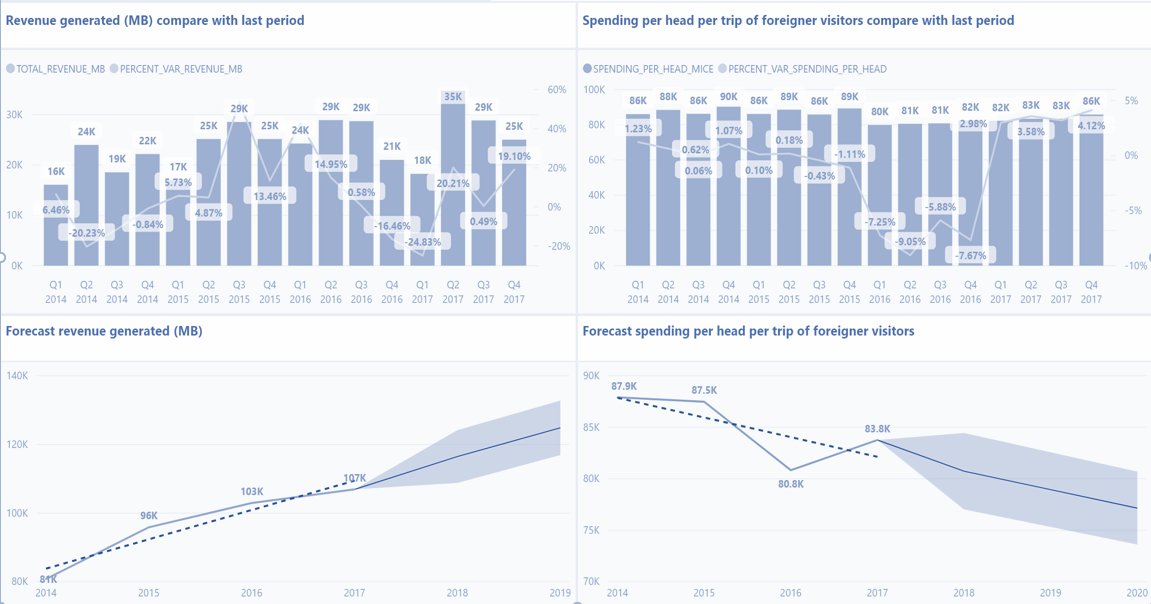 Revenue generated (MB) compare with last period
TOTAL_REVENUE_MB PERCENT_VAR_REVENUE_MB
30K
20K
10K
0K
60%
40%
20%
0%
-20%
16K
24K
19K
22K
17K
25K
29K
25K
24K
29K
29K
21K
18K
35K
29K
25K
6.46%
-20.23%
-0.84%
5.73%
4.87%
13.46%
14.95%
0.58%
-16.46%
-24.83%
20.21%
0.49%
19.10%
Q1 Q2 Q3 Q4 Q1 Q2 Q3 Q4 Q1 Q2 Q3 Q4 Q1 Q2 Q3 Q4
2014 2014 2014 2014 2015 2015 2015 2015 2016 2016 2016 2016 2017 2017 2017 2017
Spending per head per trip of foreigner visitors compare with last period
SPENDING_PER_HEAD_MICE PERCENT_VAR_SPENDING_PER_HEAD
100K
80K
60K
40K
20K
0K
5%
0%
-5%
-10%
86K
88K
86K
90K
86K
89K
86K
89K
80K
81K
81K
82K
82K
83K
83K
86K
1.23%
0.62%
0.06%
1.07%
0.10%
0.18%
-0.43%
-1.11%
-7.25%
-9.05%
-5.88%
-7.67%
2.98%
3.58%
4.12%
Q1 Q2 Q3 Q4 Q1 Q2 Q3 Q4 Q1 Q2 Q3 Q4 Q1 Q2 Q3 Q4
2014 2014 2014 2014 2015 2015 2015 2015 2016 2016 2016 2016 2017 2017 2017 2017
Forecast revenue generated (MB)
140K
120K
100K
80K
81K
96K
103K
107K
2014 2015 2016 2017 2018 2019
Forecast spending per head per trip of foreigner visitors
90K
85K
80K
75K
70K
87.9K
87.5K
80.8K
83.8K
2014 2015 2016 2017 2018 2019 2020